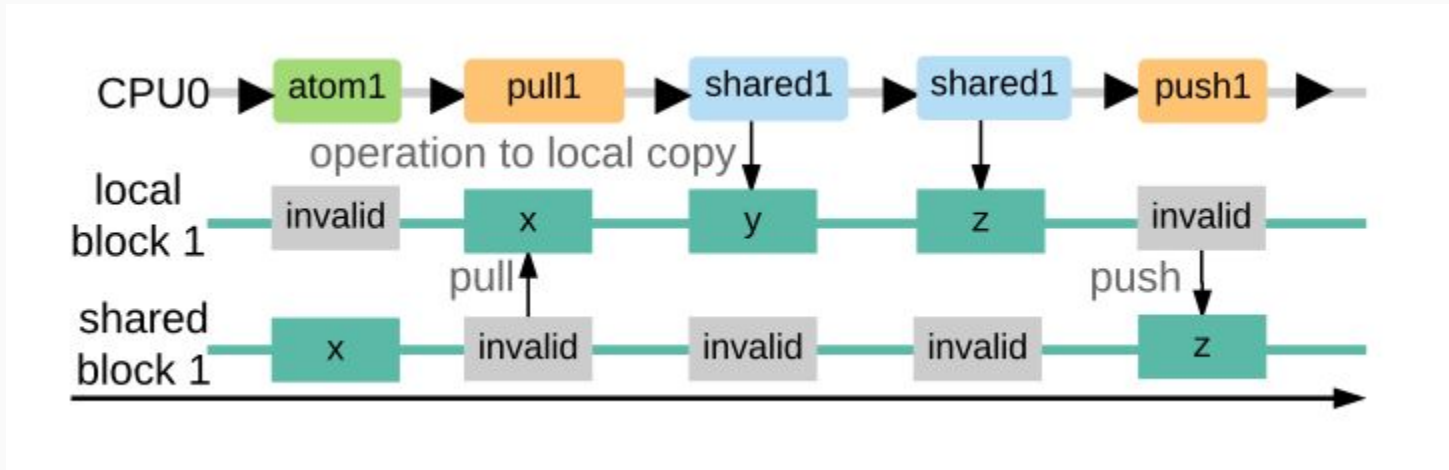 CPU0 atom1 pull1 shared1 shared1 push1
operation to local copy
local
block 1 invalid x y z invalid
pull push
shared
block 1 x invalid invalid invalid z